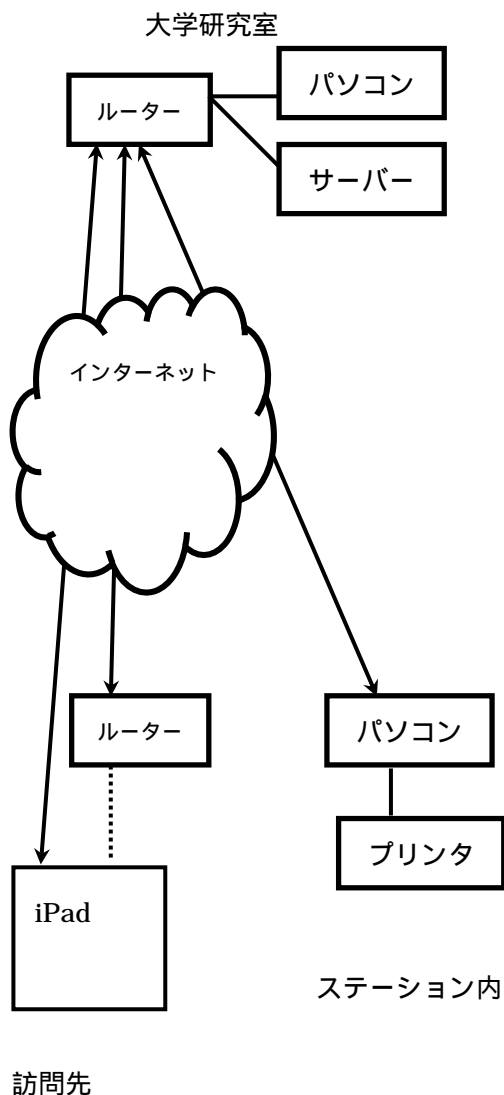 大学研究室
パソコン
ルーター
サーバー
インターネット
ルーター
パソコン
プリンタ
iPad
ステーション内
訪問先